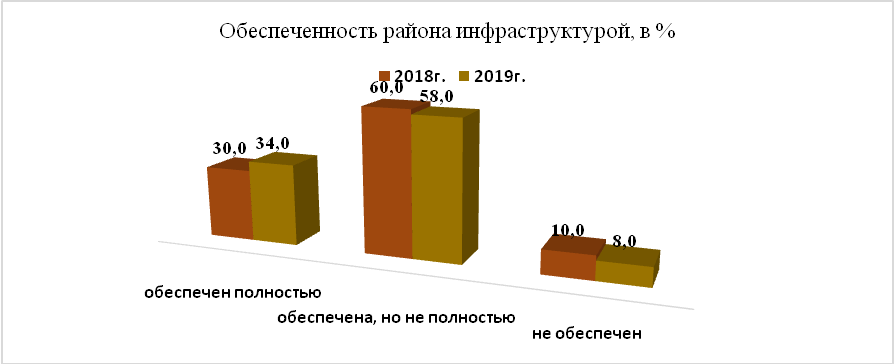 Обеспеченность района инфраструктурой, в %
2018г. 2019г.
30,0 34,0 60,0 58,0 10,0 8,0
обеспечен полностью
обеспечена, но не полностью
не обеспечен